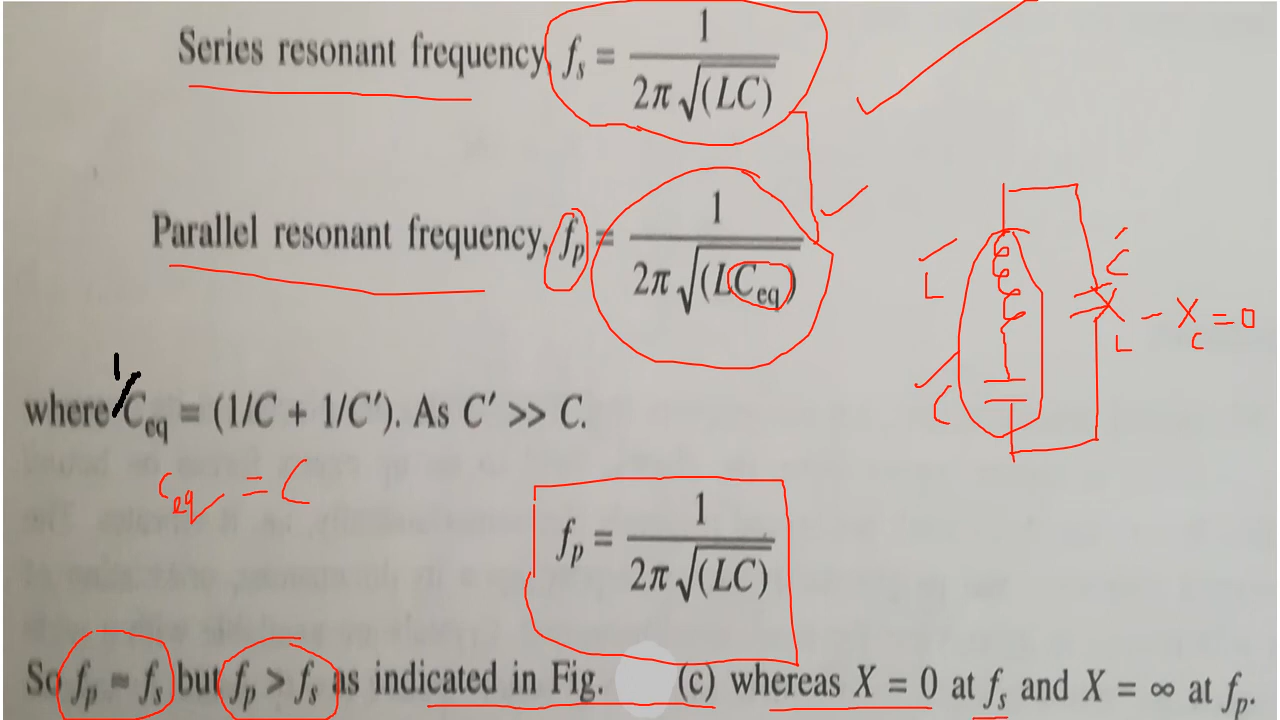 Series resonant frequency, f_s = 1 / 2π √(LC)
Parallel resonant frequency, f_p = 1 / 2π √(LC_eq)
L
C'
X_L - X_C = 0
C
where 1/C_eq = (1/C + 1/C'). As C' >> C.
C_eq = C
f_p = 1 / 2π √(LC)
So f_p ≈ f_s but f_p > f_s as indicated in Fig. (c) whereas X = 0 at f_s and X = ∞ at f_p.